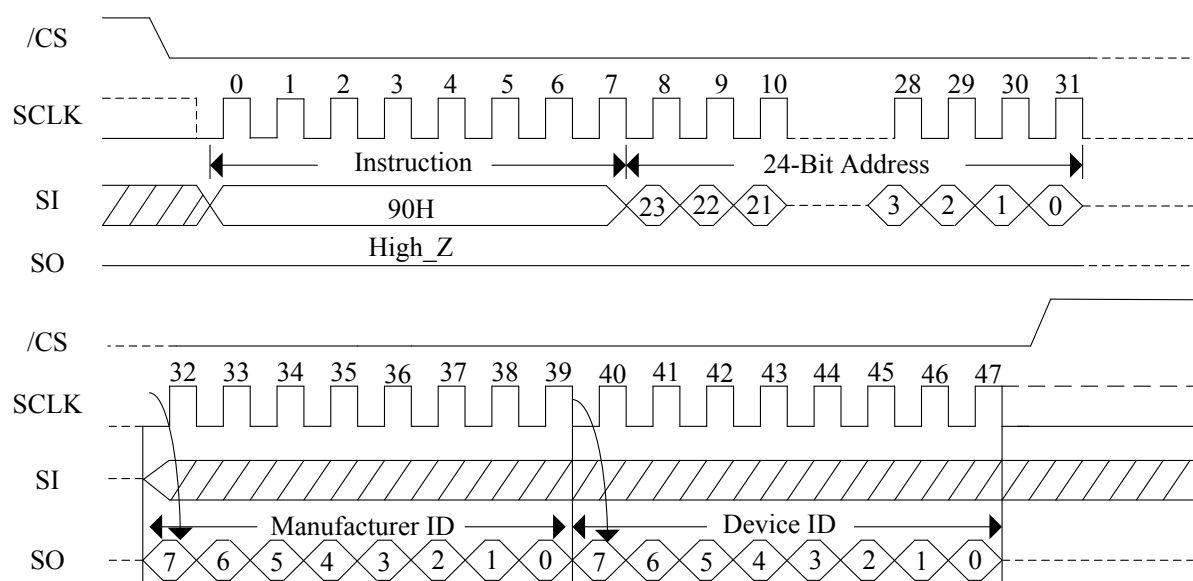 /CS
0 1 2 3 4 5 6 7 8 9 10 28 29 30 31
SCLK
Instruction 24-Bit Address
SI 90H 23 22 21 3 2 1 0
High_Z
SO
/CS
32 33 34 35 36 37 38 39 40 41 42 43 44 45 46 47
SCLK
SI
Manufacturer ID Device ID
SO 7 6 5 4 3 2 1 0 7 6 5 4 3 2 1 0